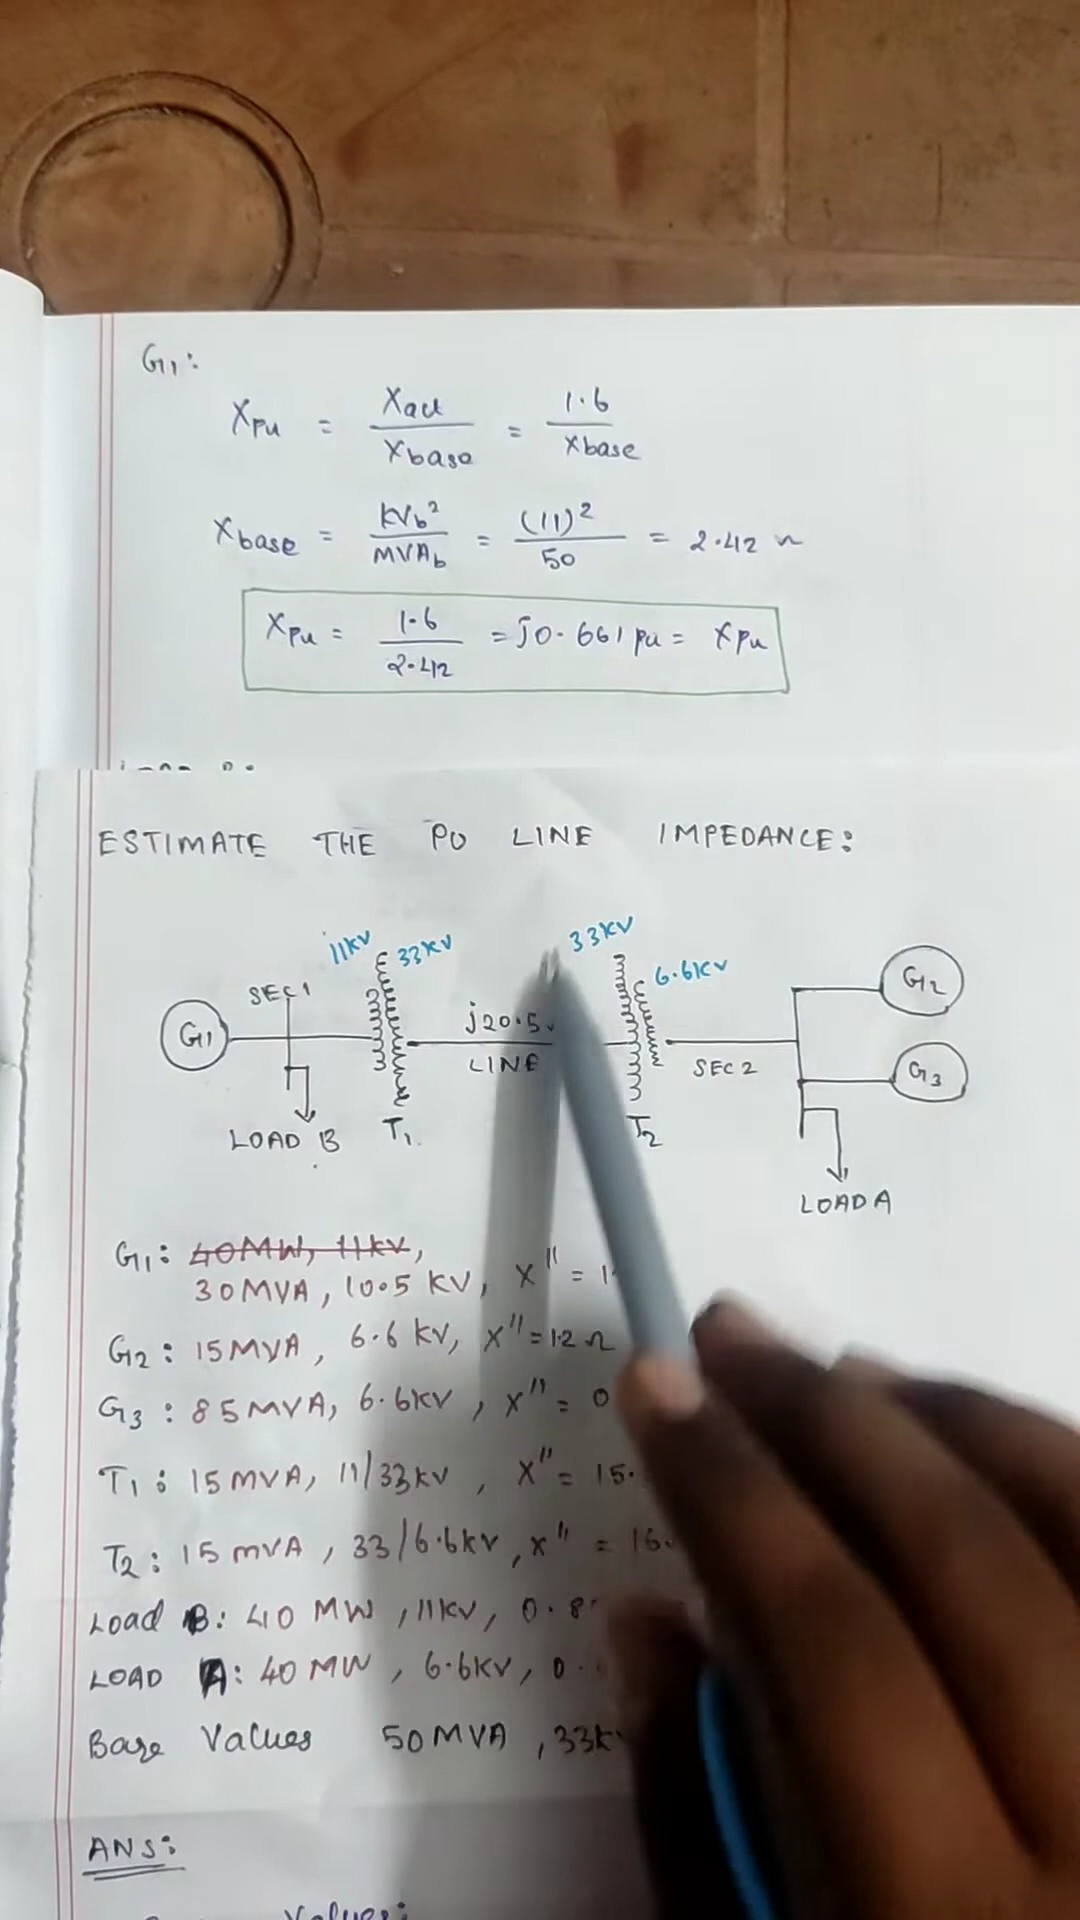 G1:
Xpu = Xact / Xbase = 1.6 / Xbase
Xbase = KVb² / MVAb = (11)² / 50 = 2.42 Ω
Xpu = 1.6 / 2.42 = j0.661 pu = Xpu
ESTIMATE THE PU LINE IMPEDANCE:
11KV 33KV 33KV 6.6KV
G1 SEC1 j20.5 LINE SEC 2 G2 G3
LOAD B T1 T2
LOAD A
G1: 40MW, 11KV,
30MVA, 10.5 KV, X" = 1
G2: 15MVA, 6.6 KV, X" = 1.2 Ω
G3: 85MVA, 6.6KV, X" = 0
T1: 15MVA, 11/33KV, X" = 15.
T2: 15MVA, 33/6.6KV, X" = 16.
Load B: 40 MW, 11KV, 0.8
LOAD A: 40 MW, 6.6KV, 0.
Base Values 50MVA, 33K
ANS:
Values: